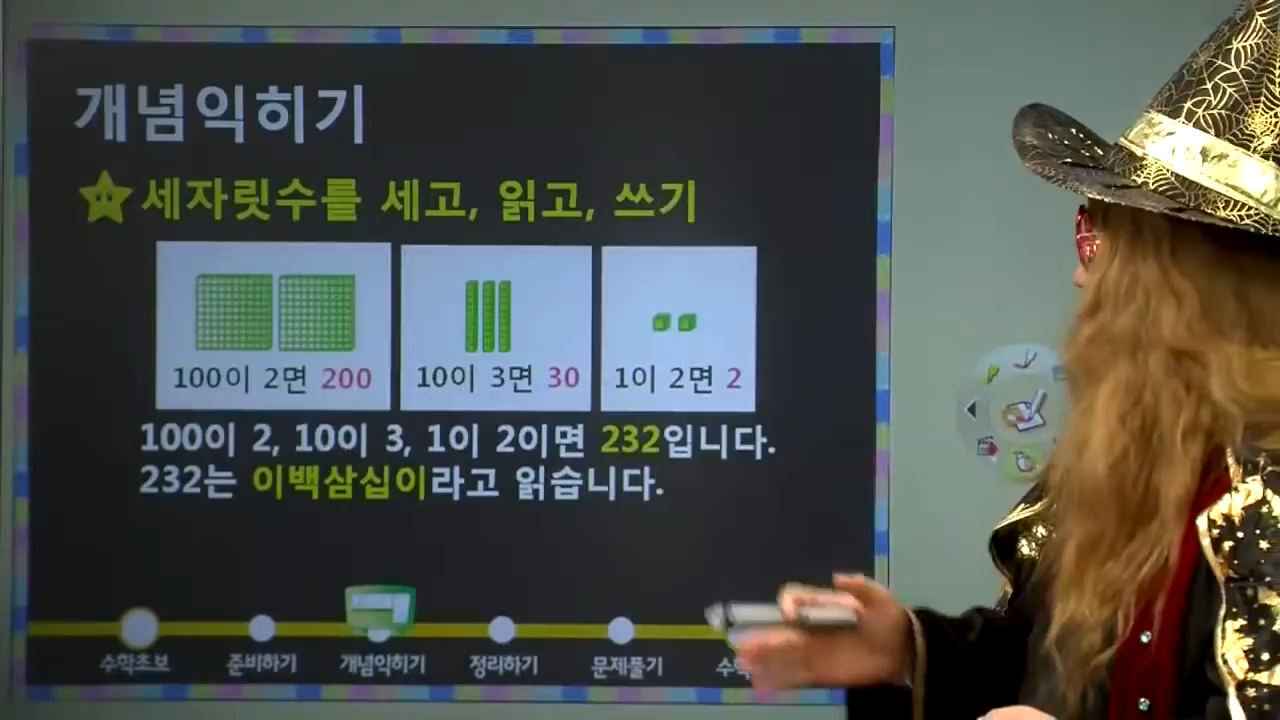 개념익히기
세자릿수를 세고, 읽고, 쓰기
100이 2면 200
10이 3면 30
1이 2면 2
100이 2, 10이 3, 1이 2이면 232입니다.
232는 이백삼십이라고 읽습니다.
수학초보
준비하기
개념익히기
정리하기
문제풀기